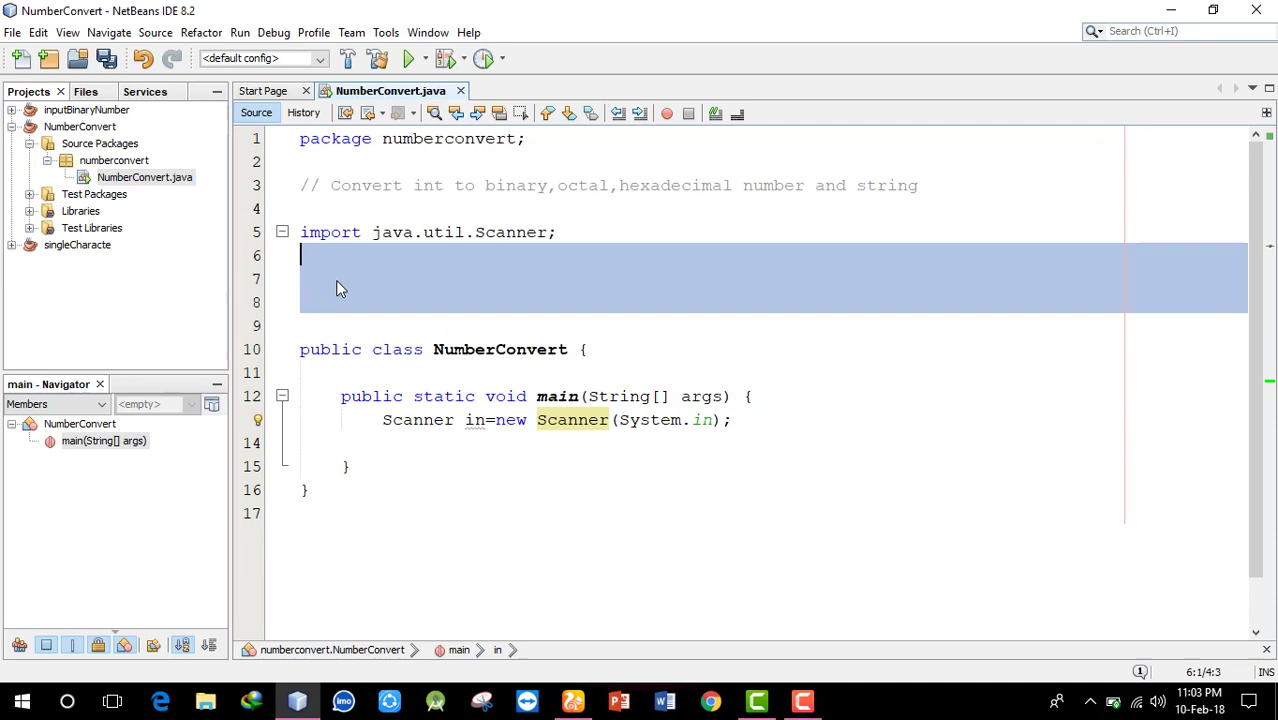 NumberConvert - NetBeans IDE 8.2
File Edit View Navigate Source Refactor Run Debug Profile Team Tools Window Help
Search (Ctrl+I)
<default config>
Projects Files Services
Start Page NumberConvert.java
inputBinaryNumber
NumberConvert
Source Packages
numberconvert
NumberConvert.java
Test Packages
Libraries
Test Libraries
singleCharacte
Source History
1 package numberconvert;
2
3 // Convert int to binary,octal,hexadecimal number and string
4
5 import java.util.Scanner;
6
7
8
9
10 public class NumberConvert {
11
12 public static void main(String[] args) {
Scanner in=new Scanner(System.in);
14
15 }
16 }
17
main - Navigator
Members <empty>
NumberConvert
main(String[] args)
numberconvert.NumberConvert main in
1 6:1/4:3 INS
imo
11:03 PM
10-Feb-18